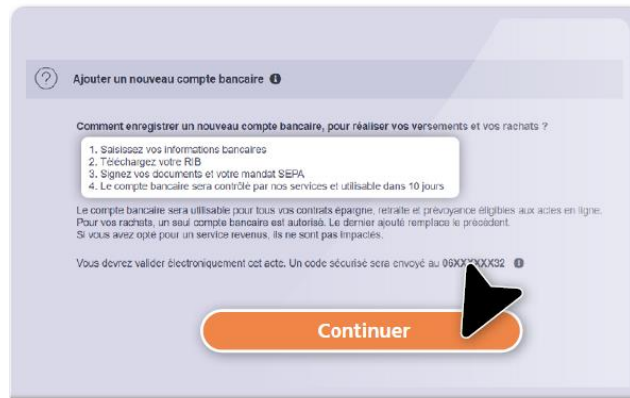 Ajouter un nouveau compte bancaire
Comment enregistrer un nouveau compte bancaire, pour réaliser vos versements et vos rachats ?
1. Saisissez vos informations bancaires
2. Téléchargez votre RIB
3. Signez vos documents et votre mandat SEPA
4. Le compte bancaire sera contrôlé par nos services et utilisable dans 10 jours
Le compte bancaire sera utilisable pour tous vos contrats épargne, retraite et prévoyance éligibles aux actes en ligne.
Pour vos rachats, un seul compte bancaire est autorisé. Le dernier ajouté remplace le précédent.
Si vous avez opté pour un service revenus, ils ne sont pas impactés.
Vous devrez valider électroniquement cet acte. Un code sécurisé sera envoyé au 06XXXXXX32
Continuer